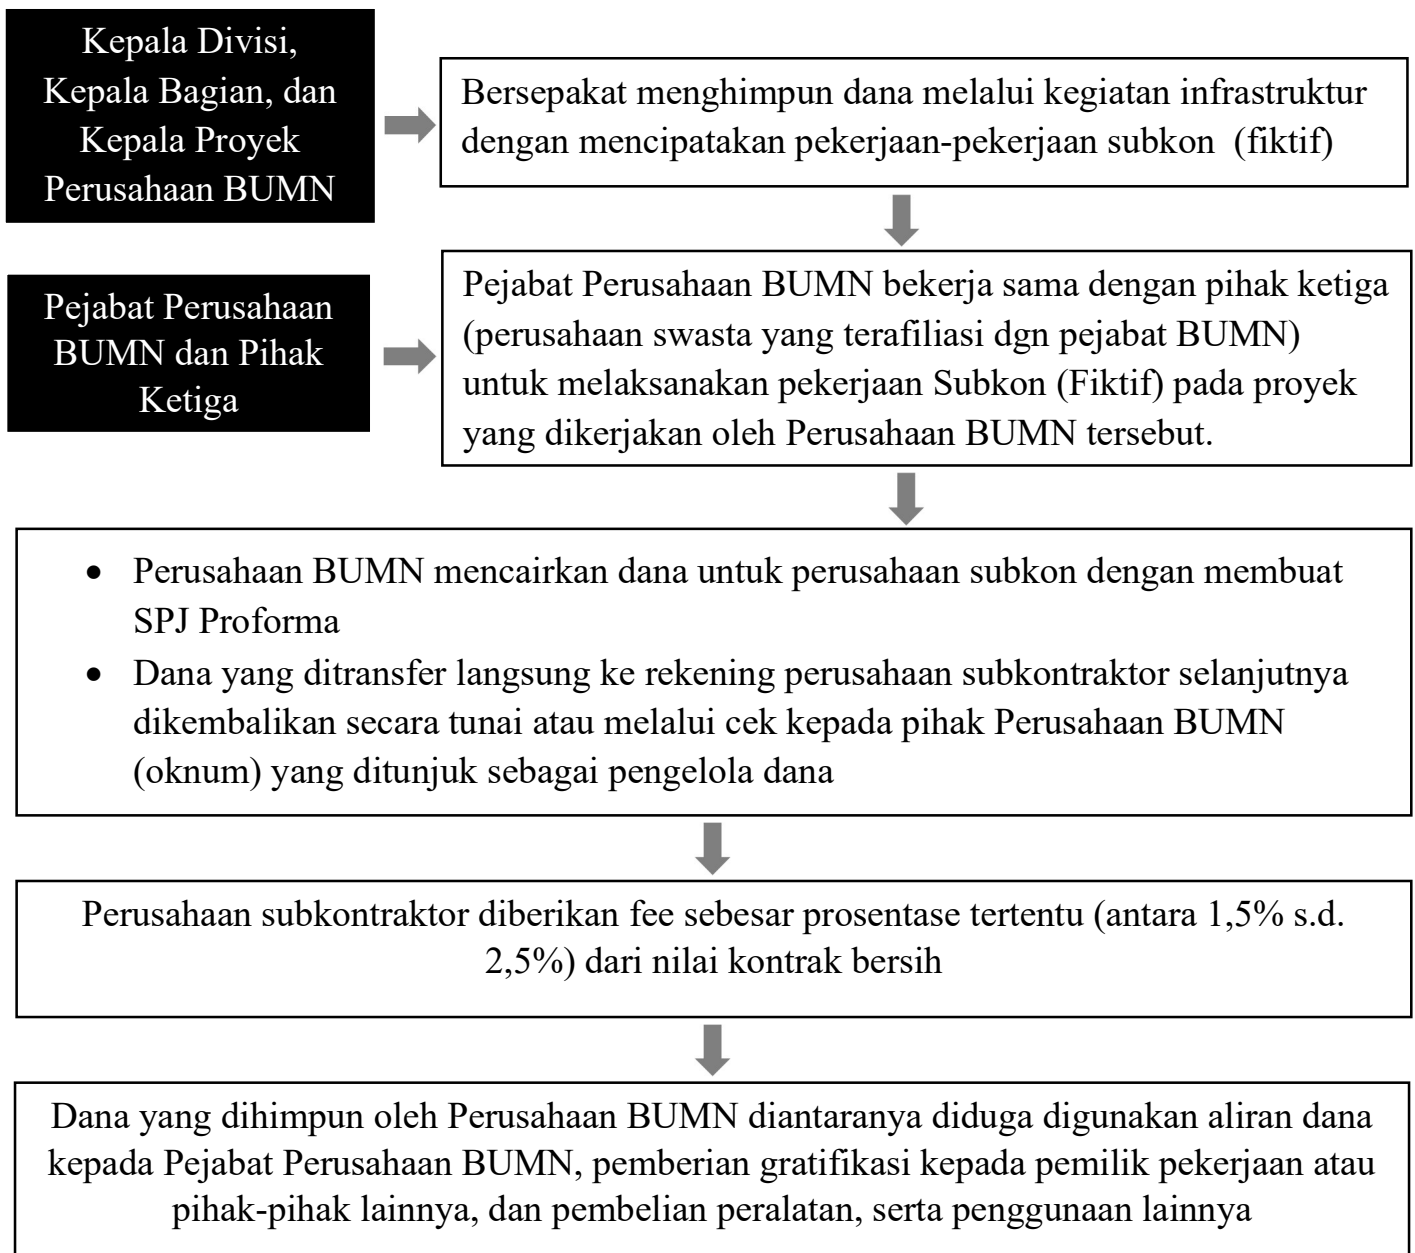 Kepala Divisi,
Kepala Bagian, dan
Kepala Proyek
Perusahaan BUMN
Bersepakat menghimpun dana melalui kegiatan infrastruktur
dengan mencipatakan pekerjaan-pekerjaan subkon (fiktif)
Pejabat Perusahaan
BUMN dan Pihak
Ketiga
Pejabat Perusahaan BUMN bekerja sama dengan pihak ketiga
(perusahaan swasta yang terafiliasi dgn pejabat BUMN)
untuk melaksanakan pekerjaan Subkon (Fiktif) pada proyek
yang dikerjakan oleh Perusahaan BUMN tersebut.
• Perusahaan BUMN mencairkan dana untuk perusahaan subkon dengan membuat
SPJ Proforma
• Dana yang ditransfer langsung ke rekening perusahaan subkontraktor selanjutnya
dikembalikan secara tunai atau melalui cek kepada pihak Perusahaan BUMN
(oknum) yang ditunjuk sebagai pengelola dana
Perusahaan subkontraktor diberikan fee sebesar prosentase tertentu (antara 1,5% s.d.
2,5%) dari nilai kontrak bersih
Dana yang dihimpun oleh Perusahaan BUMN diantaranya diduga digunakan aliran dana
kepada Pejabat Perusahaan BUMN, pemberian gratifikasi kepada pemilik pekerjaan atau
pihak-pihak lainnya, dan pembelian peralatan, serta penggunaan lainnya